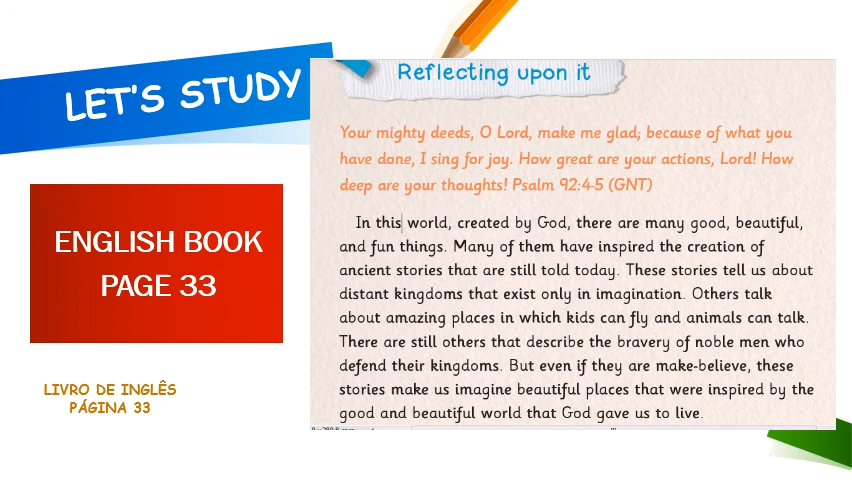 LET'S STUDY
ENGLISH BOOK
PAGE 33
LIVRO DE INGLÊS
PÁGINA 33
Reflecting upon it
Your mighty deeds, O Lord, make me glad; because of what you
have done, I sing for joy. How great are your actions, Lord! How
deep are your thoughts! Psalm 92:4-5 (GNT)
In this world, created by God, there are many good, beautiful,
and fun things. Many of them have inspired the creation of
ancient stories that are still told today. These stories tell us about
distant kingdoms that exist only in imagination. Others talk
about amazing places in which kids can fly and animals can talk.
There are still others that describe the bravery of noble men who
defend their kingdoms. But even if they are make-believe, these
stories make us imagine beautiful places that were inspired by the
good and beautiful world that God gave us to live.